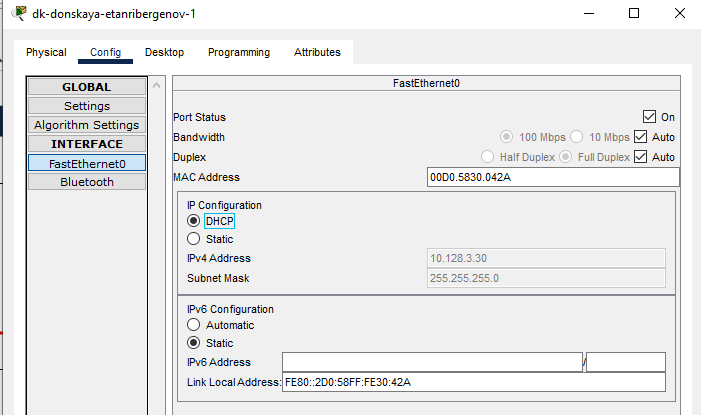 dk-donskaya-etanribergenov-1
Physical Config Desktop Programming Attributes
GLOBAL
Settings
Algorithm Settings
INTERFACE
FastEthernet0
Bluetooth
FastEthernet0
Port Status On
Bandwidth 100 Mbps 10 Mbps Auto
Duplex Half Duplex Full Duplex Auto
MAC Address 00D0.5830.042A
IP Configuration
DHCP
Static
IPv4 Address 10.128.3.30
Subnet Mask 255.255.255.0
IPv6 Configuration
Automatic
Static
IPv6 Address /
Link Local Address: FE80::2D0:58FF:FE30:42A